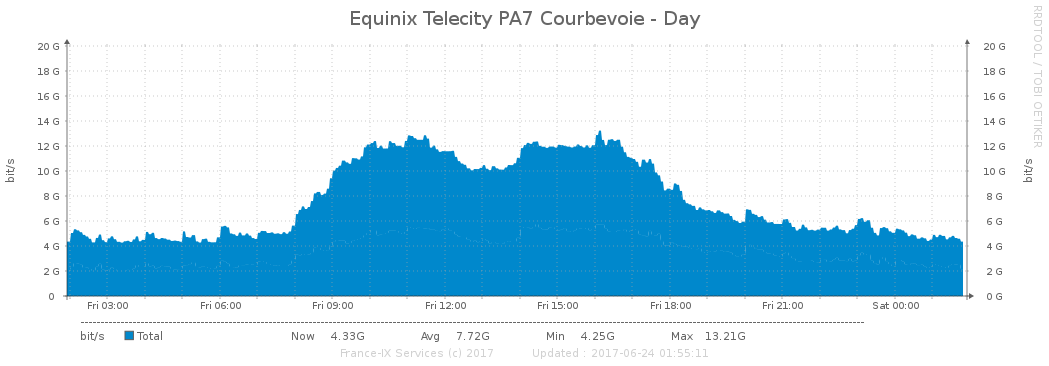 Equinix Telecity PA7 Courbevoie - Day
RRDTOOL / TOBI OETIKER
bit/s
bit/s
20 G 20 G
18 G 18 G
16 G 16 G
14 G 14 G
12 G 12 G
10 G 10 G
8 G 8 G
6 G 6 G
4 G 4 G
2 G 2 G
0 0 G
Fri 03:00 Fri 06:00 Fri 09:00 Fri 12:00 Fri 15:00 Fri 18:00 Fri 21:00 Sat 00:00
bit/s Total Now 4.33G Avg 7.72G Min 4.25G Max 13.21G
France-IX Services (c) 2017 Updated : 2017-06-24 01:55:11